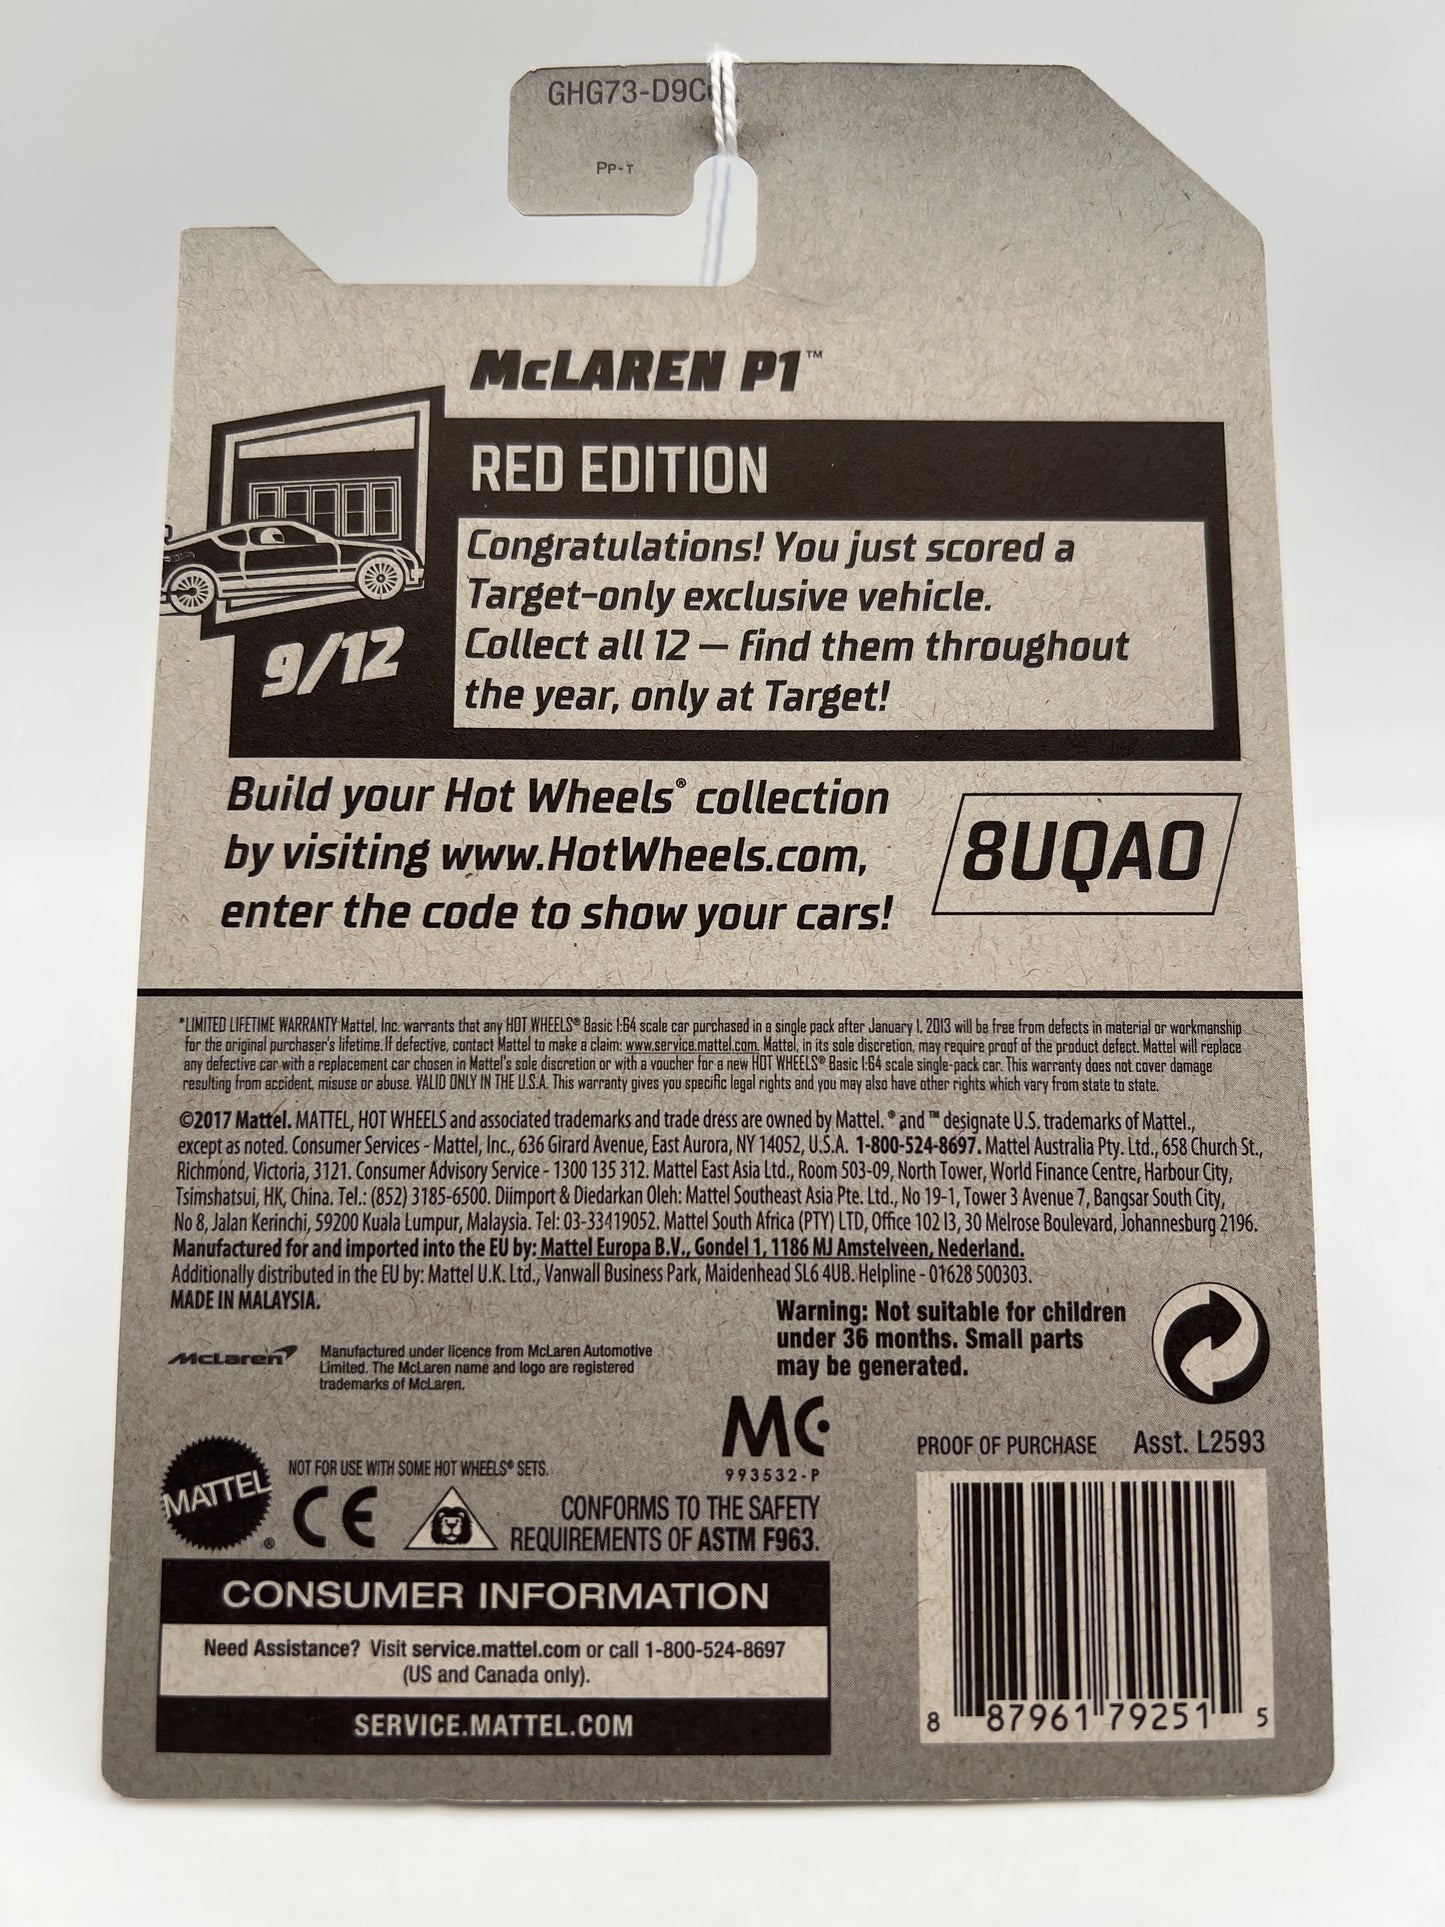 GHG73-D9C
PP-T
McLAREN P1™
RED EDITION
Congratulations! You just scored a
Target-only exclusive vehicle.
Collect all 12 — find them throughout
the year, only at Target!
9/12
Build your Hot Wheels® collection
by visiting www.HotWheels.com,
enter the code to show your cars!
8UQAO
*LIMITED LIFETIME WARRANTY Mattel, Inc. warrants that any HOT WHEELS® Basic 1:64 scale car purchased in a single pack after January 1, 2013 will be free from defects in material or workmanship
for the original purchaser's lifetime. If defective, contact Mattel to make a claim: www.service.mattel.com. Mattel, in its sole discretion, may require proof of the product defect. Mattel will replace
any defective car with a replacement car chosen in Mattel's sole discretion or with a voucher for a new HOT WHEELS® Basic 1:64 scale single-pack car. This warranty does not cover damage
resulting from accident, misuse or abuse. VALID ONLY IN THE U.S.A. This warranty gives you specific legal rights and you may also have other rights which vary from state to state.
©2017 Mattel. MATTEL, HOT WHEELS and associated trademarks and trade dress are owned by Mattel. ® and ™ designate U.S. trademarks of Mattel.,
except as noted. Consumer Services - Mattel, Inc., 636 Girard Avenue, East Aurora, NY 14052, U.S.A. 1-800-524-8697. Mattel Australia Pty. Ltd., 658 Church St.,
Richmond, Victoria, 3121. Consumer Advisory Service - 1300 135 312. Mattel East Asia Ltd., Room 503-09, North Tower, World Finance Centre, Harbour City,
Tsimshatsui, HK, China. Tel.: (852) 3185-6500. Diimport & Diedarkan Oleh: Mattel Southeast Asia Pte. Ltd., No 19-1, Tower 3 Avenue 7, Bangsar South City,
No 8, Jalan Kerinchi, 59200 Kuala Lumpur, Malaysia. Tel: 03-33419052. Mattel South Africa (PTY) LTD, Office 102 I3, 30 Melrose Boulevard, Johannesburg 2196.
Manufactured for and imported into the EU by: Mattel Europa B.V., Gondel 1, 1186 MJ Amstelveen, Nederland.
Additionally distributed in the EU by: Mattel U.K. Ltd., Vanwall Business Park, Maidenhead SL6 4UB. Helpline - 01628 500303.
MADE IN MALAYSIA.
Warning: Not suitable for children
under 36 months. Small parts
may be generated.
McLaren
Manufactured under licence from McLaren Automotive
Limited. The McLaren name and logo are registered
trademarks of McLaren.
MC
993532-P
PROOF OF PURCHASE Asst. L2593
MATTEL®
NOT FOR USE WITH SOME HOT WHEELS® SETS.
CE
CONFORMS TO THE SAFETY
REQUIREMENTS OF ASTM F963.
CONSUMER INFORMATION
Need Assistance? Visit service.mattel.com or call 1-800-524-8697
(US and Canada only).
SERVICE.MATTEL.COM
8 87961 79251 5